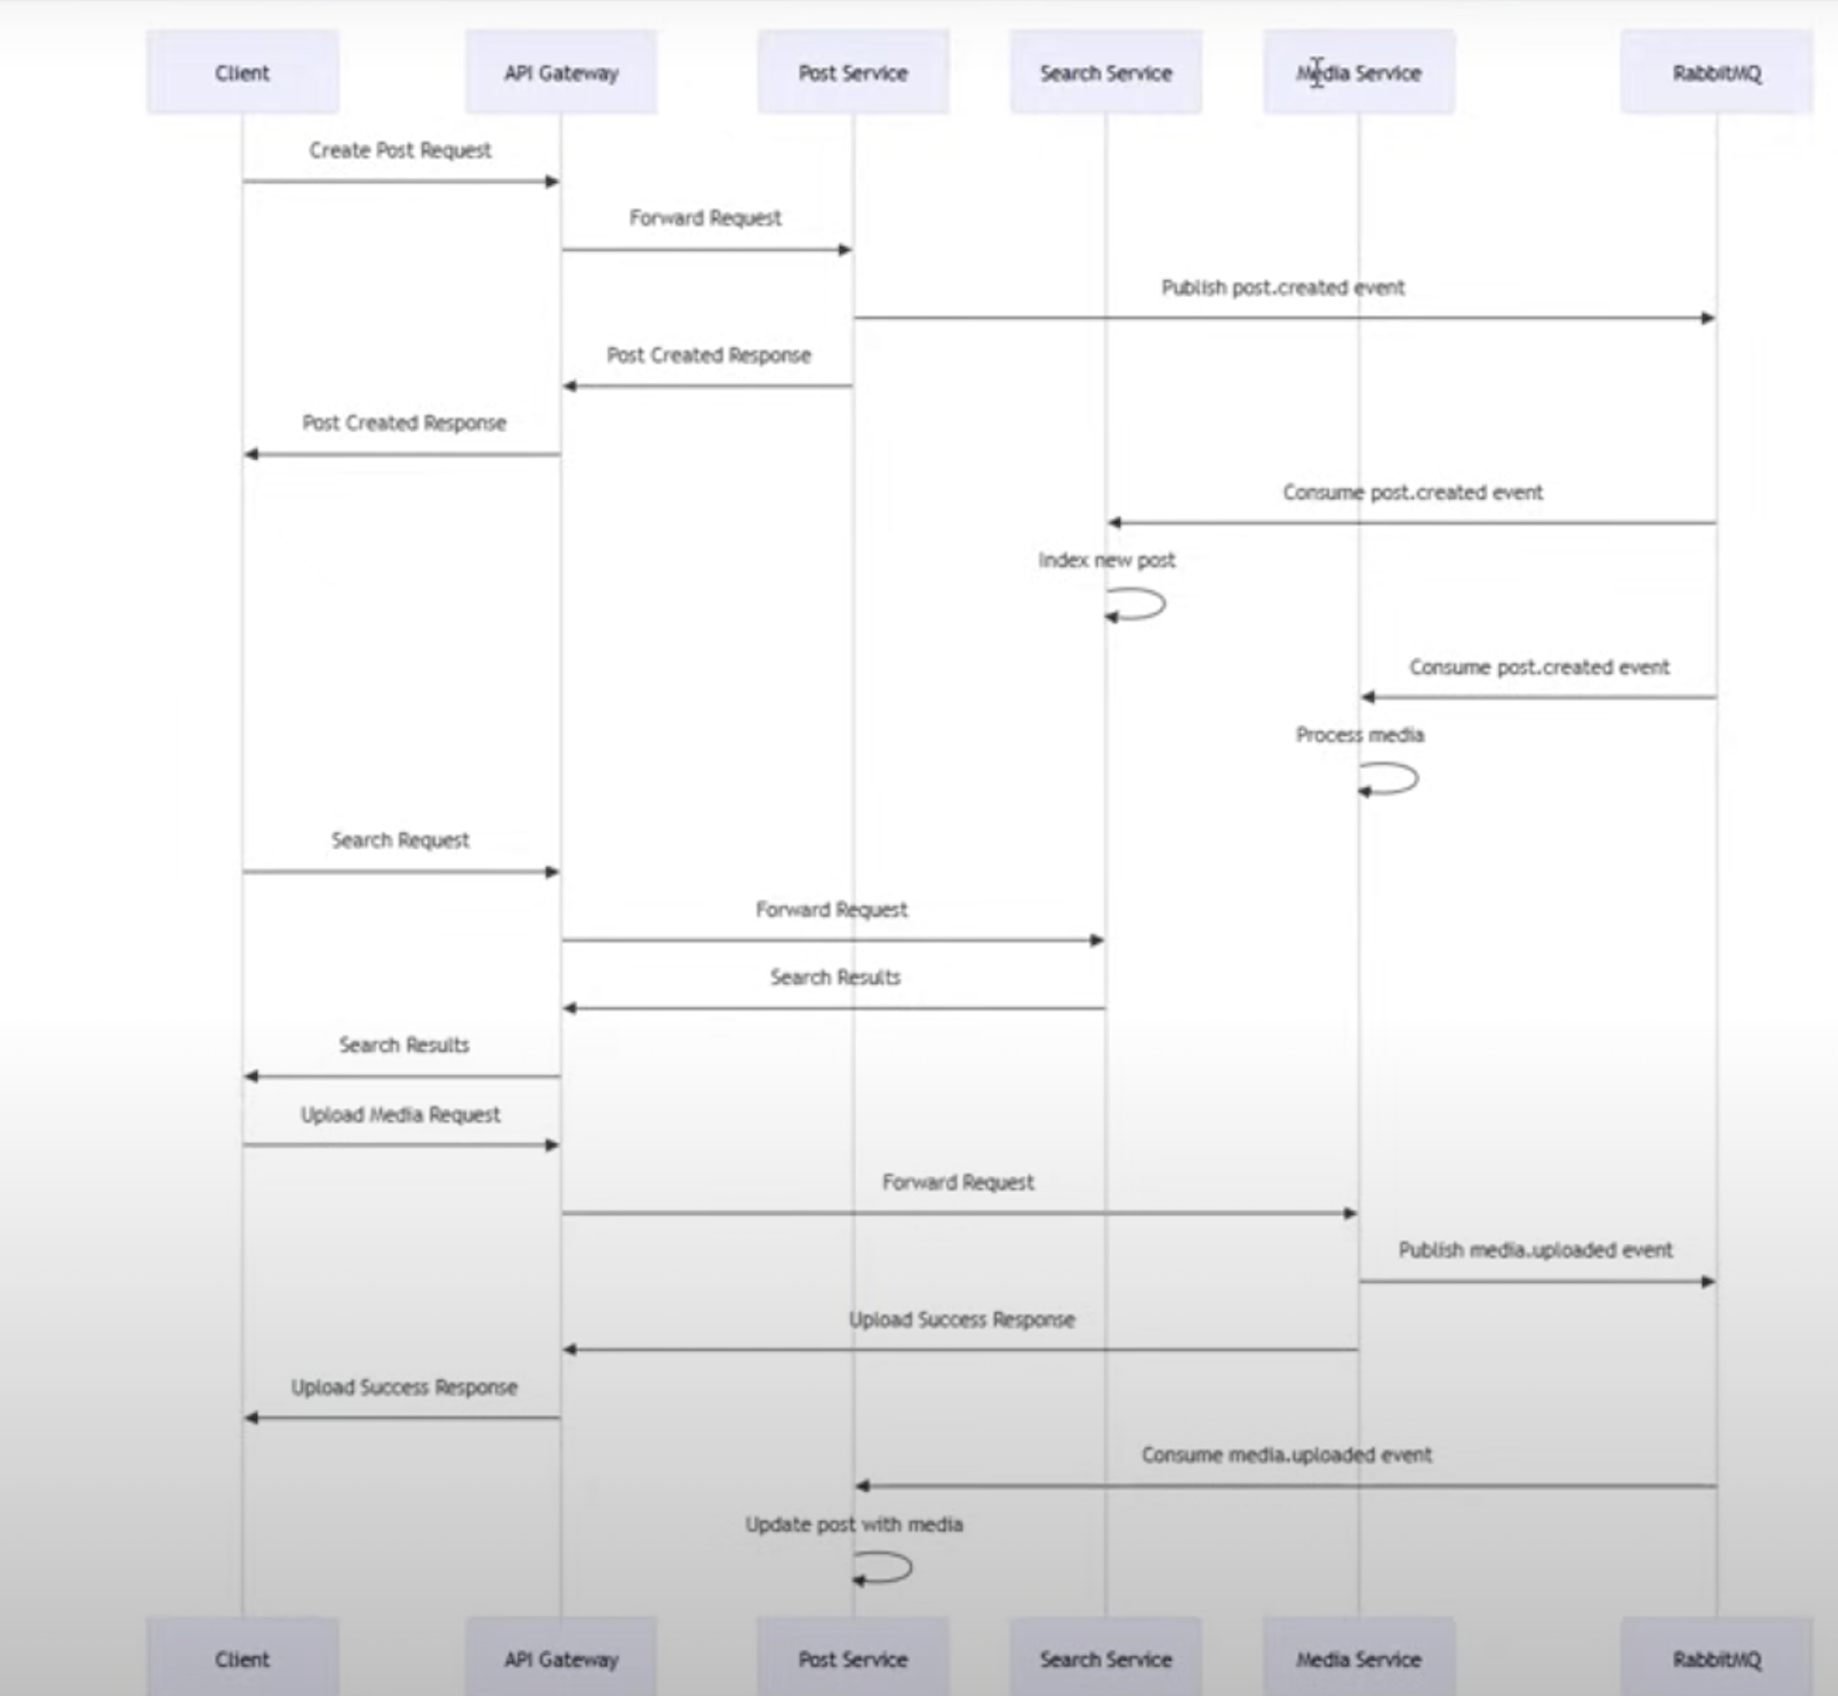 Client
API Gateway
Post Service
Search Service
Media Service
RabbitMQ
Create Post Request
Forward Request
Publish post.created event
Post Created Response
Post Created Response
Consume post.created event
Index new post
Consume post.created event
Process media
Search Request
Forward Request
Search Results
Search Results
Upload Media Request
Forward Request
Publish media.uploaded event
Upload Success Response
Upload Success Response
Consume media.uploaded event
Update post with media
Client
API Gateway
Post Service
Search Service
Media Service
RabbitMQ